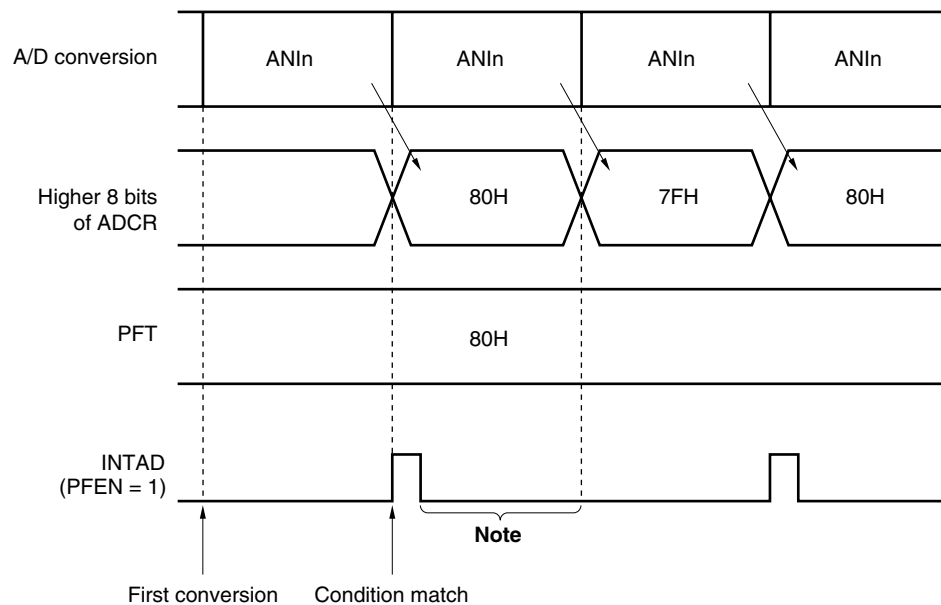 A/D conversion
ANIn
ANIn
ANIn
ANIn
Higher 8 bits
of ADCR
80H
7FH
80H
PFT
80H
INTAD
(PFEN = 1)
Note
First conversion
Condition match